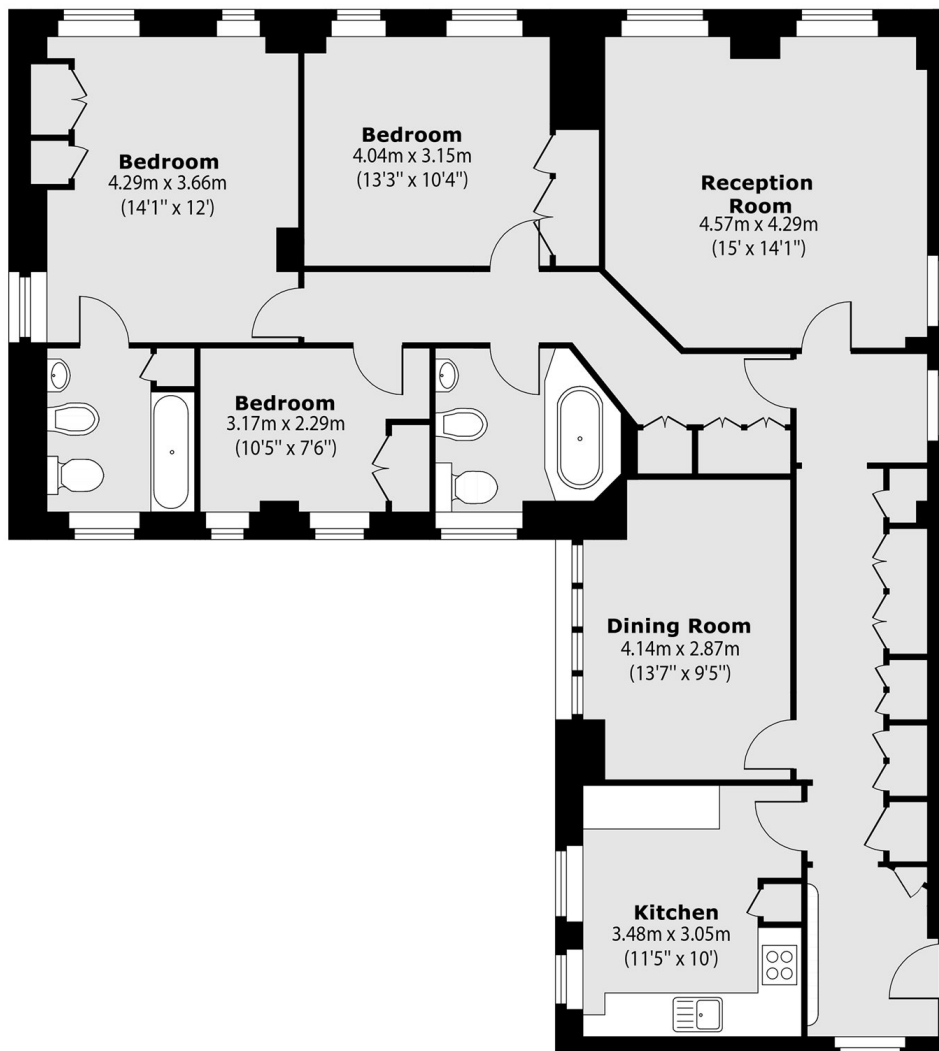 Bedroom
4.29m x 3.66m
(14'1" x 12')
Bedroom
4.04m x 3.15m
(13'3" x 10'4")
Reception
Room
4.57m x 4.29m
(15' x 14'1")
Bedroom
3.17m x 2.29m
(10'5" x 7'6")
Dining Room
4.14m x 2.87m
(13'7" x 9'5")
Kitchen
3.48m x 3.05m
(11'5" x 10')